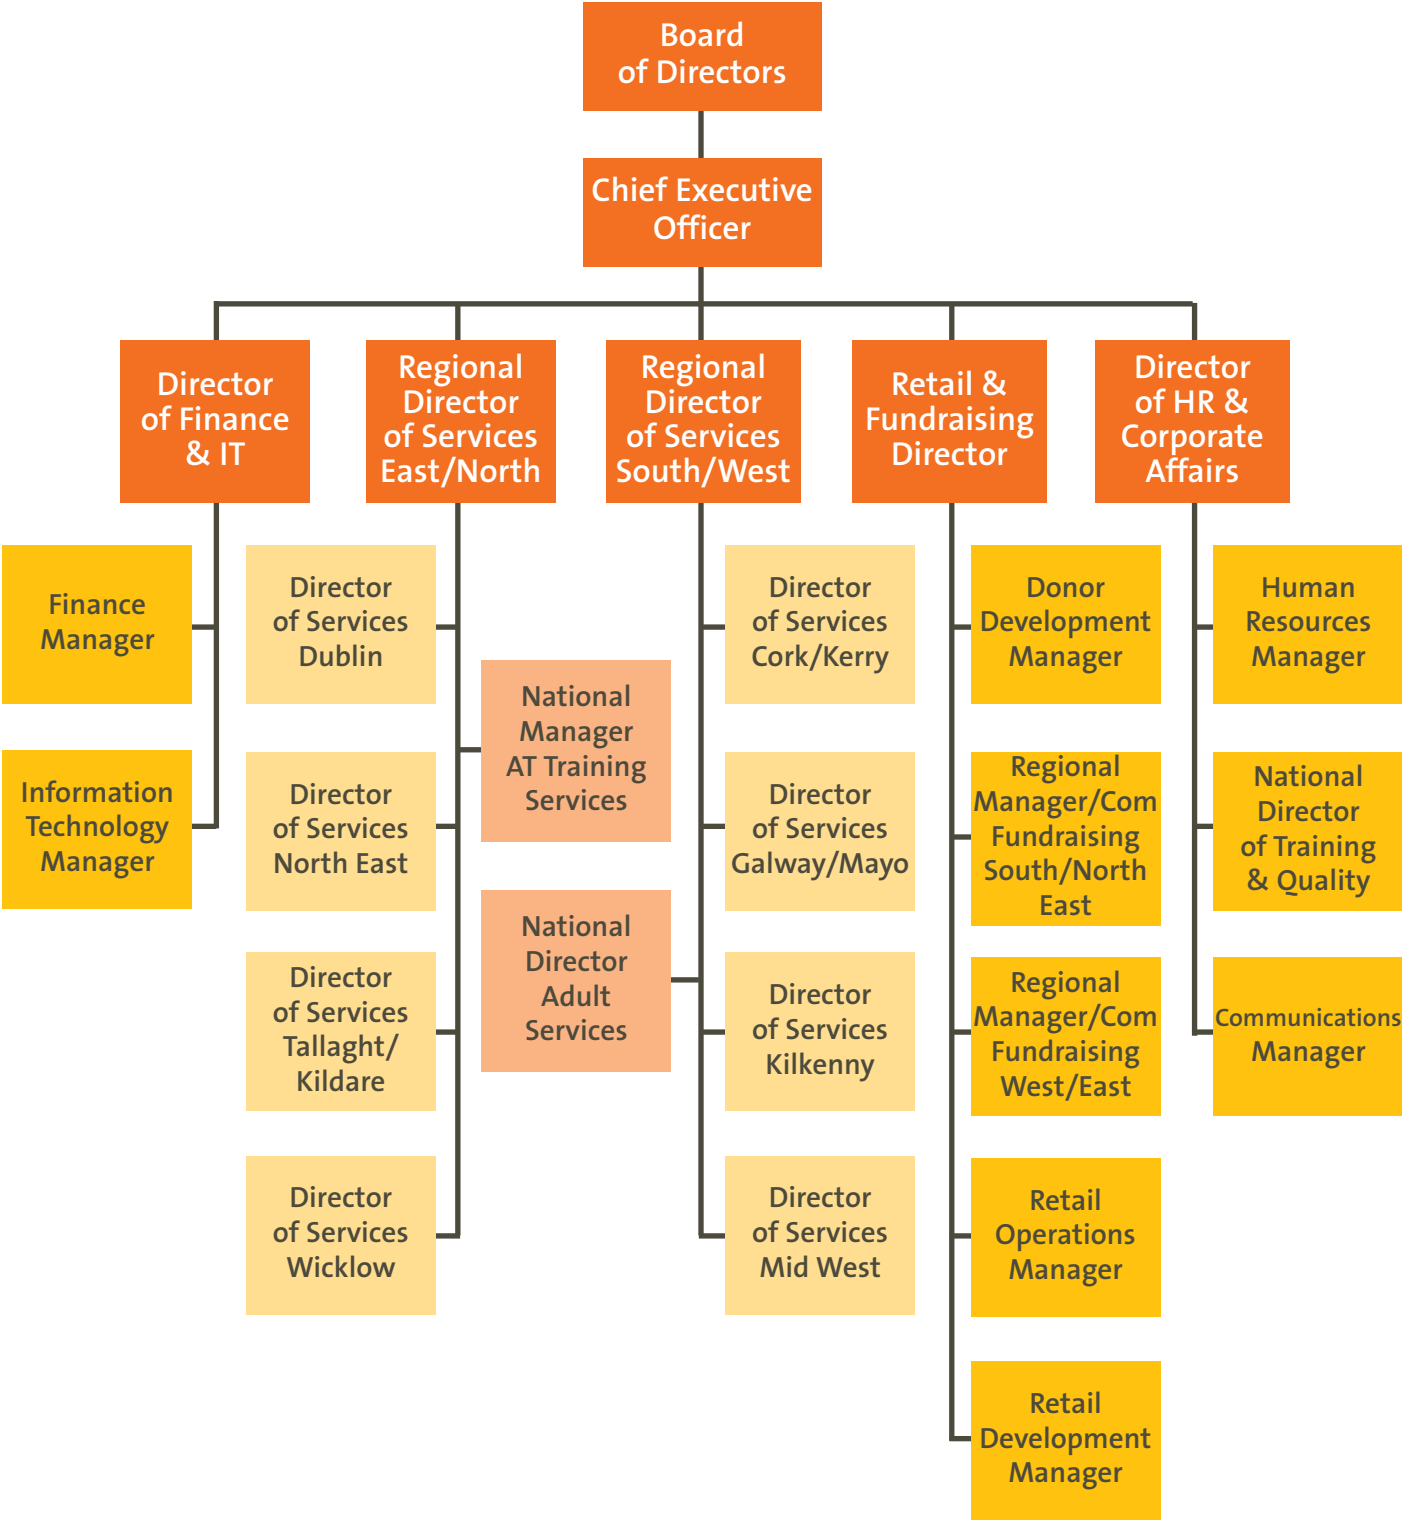 Board
of Directors
Chief Executive
Officer
Director
of Finance
& IT
Regional
Director
of Services
East/North
Regional
Director
of Services
South/West
Retail &
Fundraising
Director
Director
of HR &
Corporate
Affairs
Finance
Manager
Information
Technology
Manager
Director
of Services
Dublin
Director
of Services
North East
Director
of Services
Tallaght/
Kildare
Director
of Services
Wicklow
National
Manager
AT Training
Services
National
Director
Adult
Services
Director
of Services
Cork/Kerry
Director
of Services
Galway/Mayo
Director
of Services
Kilkenny
Director
of Services
Mid West
Donor
Development
Manager
Regional
Manager/Com
Fundraising
South/North
East
Regional
Manager/Com
Fundraising
West/East
Retail
Operations
Manager
Retail
Development
Manager
Human
Resources
Manager
National
Director
of Training
& Quality
Communications
Manager